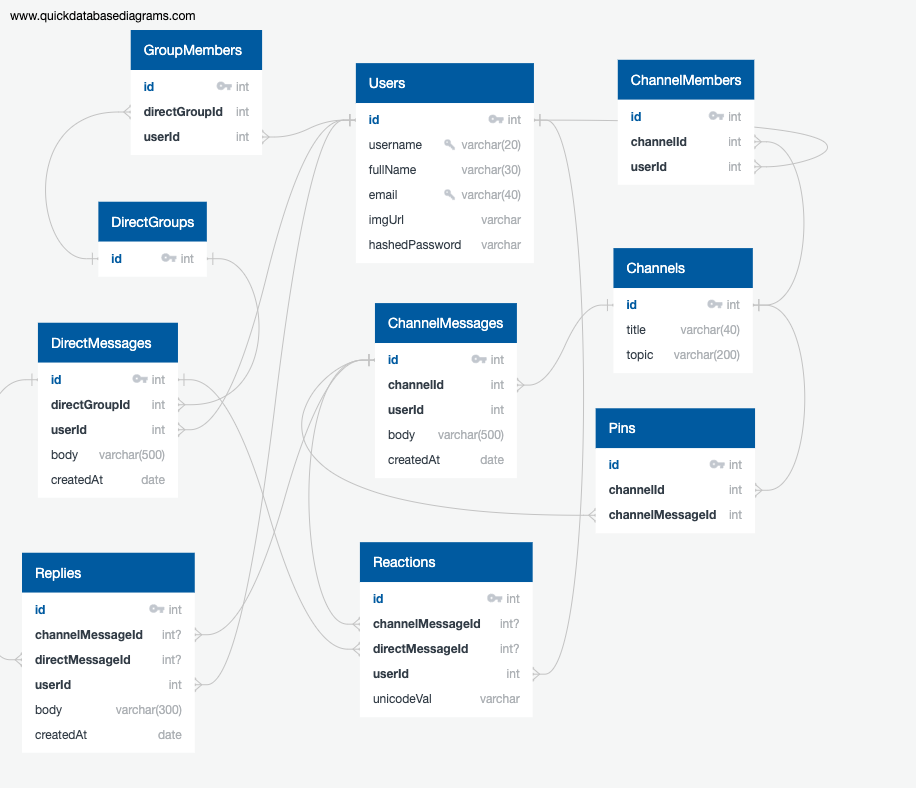 www.quickdatabasediagrams.com
GroupMembers
id int
directGroupId int
userId int
Users
id int
username varchar(20)
fullName varchar(30)
email varchar(40)
imgUrl varchar
hashedPassword varchar
ChannelMembers
id int
channelId int
userId int
DirectGroups
id int
Channels
id int
title varchar(40)
topic varchar(200)
ChannelMessages
id int
channelId int
userId int
body varchar(500)
createdAt date
DirectMessages
id int
directGroupId int
userId int
body varchar(500)
createdAt date
Pins
id int
channelId int
channelMessageId int
Replies
id int
channelMessageId int?
directMessageId int?
userId int
body varchar(300)
createdAt date
Reactions
id int
channelMessageId int?
directMessageId int?
userId int
unicodeVal varchar